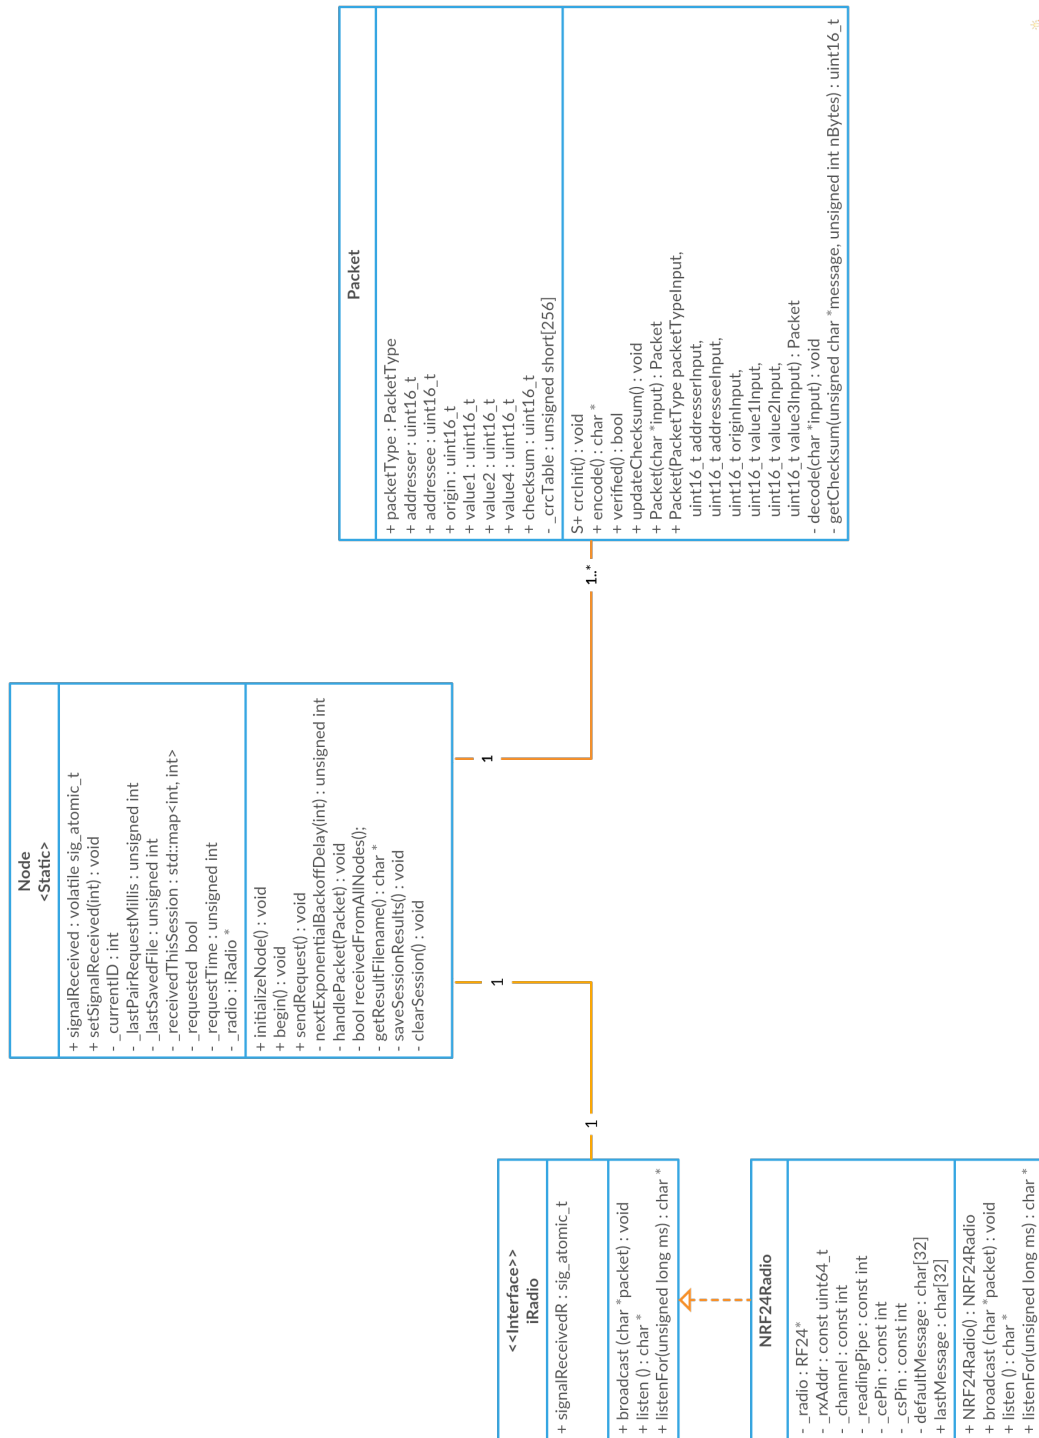 <<Interface>>
iRadio
+ signalReceivedR : sig_atomic_t
+ broadcast (char *packet) : void
+ listen () : char *
+ listenFor(unsigned long ms) : char *
NRF24Radio
- _radio : RF24*
- _rxAddr : const uint64_t
- _channel : const int
- _readingPipe : const int
- _cePin : const int
- _csPin : const int
- defaultMessage : char[32]
+ lastMessage : char[32]
+ NRF24Radio() : NRF24Radio
+ broadcast (char *packet) : void
+ listen () : char *
+ listenFor(unsigned long ms) : char *
1
1
Node
<Static>
+ signalReceived : volatile sig_atomic_t
+ setSignalReceived(int) : void
- _currentID : int
- _lastPairRequestMillis : unsigned int
- _lastSavedFile : unsigned int
- _receivedThisSession : std::map<int, int>
- _requested bool
- _requestTime : unsigned int
- _radio : iRadio *
+ initializeNode() : void
+ begin() : void
+ sendRequest() : void
- nextExponentialBackoffDelay(int) : unsigned int
- handlePacket(Packet) : void
- bool receivedFromAllNodes();
- getResultFilename() : char *
- saveSessionResults() : void
- clearSession() : void
1
1..*
Packet
+ packetType : PacketType
+ addresser : uint16_t
+ addressee : uint16_t
+ origin : uint16_t
+ value1 : uint16_t
+ value2 : uint16_t
+ value4 : uint16_t
+ checksum : uint16_t
- _crcTable : unsigned short[256]
S+ crcInit() : void
+ encode() : char *
+ verified() : bool
+ updateChecksum() : void
+ Packet(char *input) : Packet
+ Packet(PacketType packetTypeInput,
uint16_t addresserInput,
uint16_t addresseeInput,
uint16_t originInput,
uint16_t value1Input,
uint16_t value2Input,
uint16_t value3Input) : Packet
- decode(char *input) : void
- getChecksum(unsigned char *message, unsigned int nBytes) : uint16_t